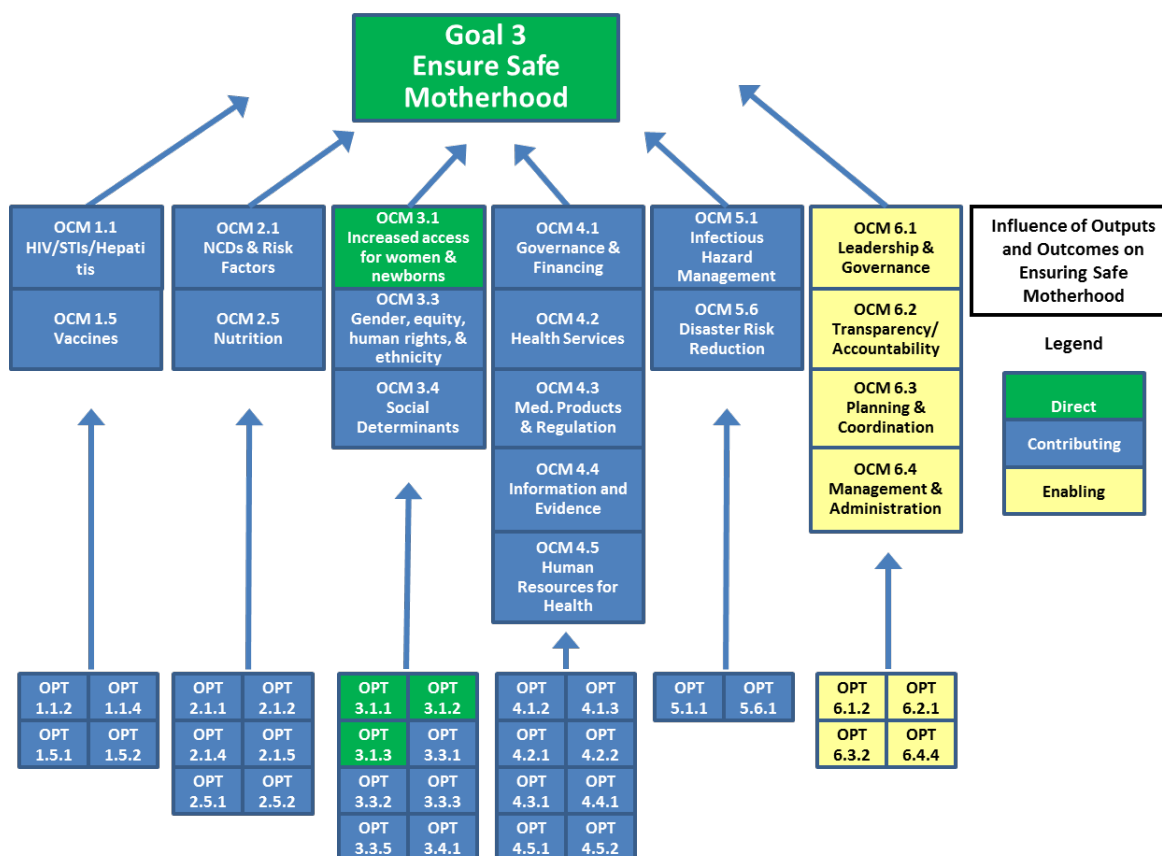 Goal 3
Ensure Safe
Motherhood
OCM 1.1
HIV/STIs/Hepati
tis
OCM 1.5
Vaccines
OCM 2.1
NCDs & Risk
Factors
OCM 2.5
Nutrition
OCM 3.1
Increased access
for women &
newborns
OCM 3.3
Gender, equity,
human rights, &
ethnicity
OCM 3.4
Social
Determinants
OCM 4.1
Governance &
Financing
OCM 4.2
Health Services
OCM 4.3
Med. Products
& Regulation
OCM 4.4
Information and
Evidence
OCM 4.5
Human
Resources for
Health
OCM 5.1
Infectious
Hazard
Management
OCM 5.6
Disaster Risk
Reduction
OCM 6.1
Leadership &
Governance
OCM 6.2
Transparency/
Accountability
OCM 6.3
Planning &
Coordination
OCM 6.4
Management &
Administration
Influence of Outputs
and Outcomes on
Ensuring Safe
Motherhood
Legend
Direct
Contributing
Enabling
OPT OPT
1.1.2 1.1.4
OPT OPT
1.5.1 1.5.2
OPT OPT
2.1.1 2.1.2
OPT OPT
2.1.4 2.1.5
OPT OPT
2.5.1 2.5.2
OPT OPT
3.1.1 3.1.2
OPT OPT
3.1.3 3.3.1
OPT OPT
3.3.2 3.3.3
OPT OPT
3.3.5 3.4.1
OPT OPT
4.1.2 4.1.3
OPT OPT
4.2.1 4.2.2
OPT OPT
4.3.1 4.4.1
OPT OPT
4.5.1 4.5.2
OPT OPT
5.1.1 5.6.1
OPT OPT
6.1.2 6.2.1
OPT OPT
6.3.2 6.4.4